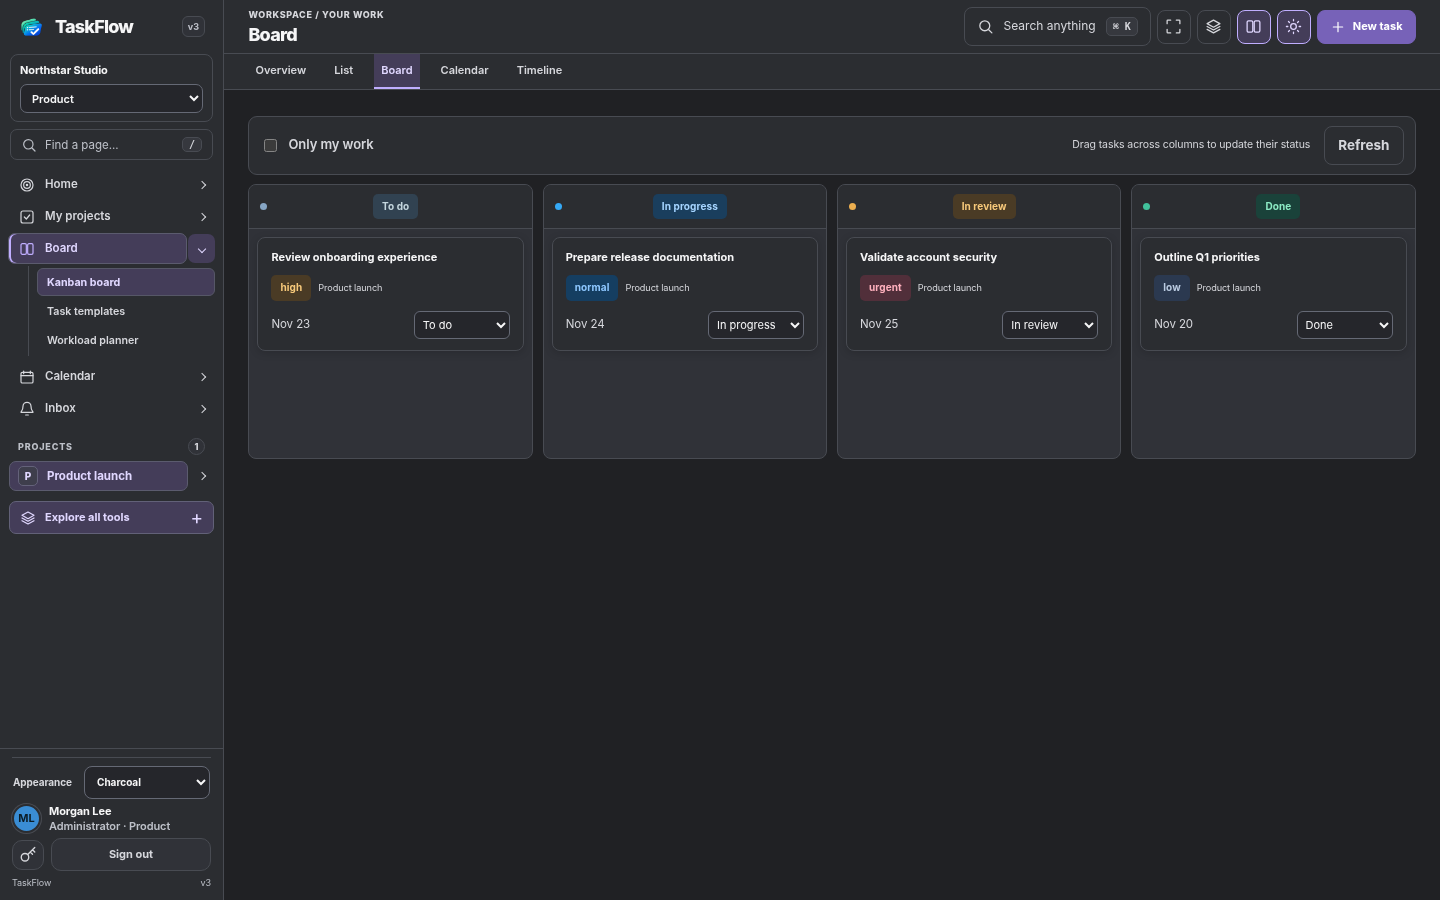 TaskFlow
v3
Northstar Studio
Product
Find a page...
/
Home
My projects
Board
Kanban board
Task templates
Workload planner
Calendar
Inbox
PROJECTS
1
P
Product launch
Explore all tools
+
Appearance
Charcoal
ML
Morgan Lee
Administrator · Product
Sign out
TaskFlow
v3
WORKSPACE / YOUR WORK
Board
Search anything
⌘ K
+ New task
Overview
List
Board
Calendar
Timeline
Only my work
Drag tasks across columns to update their status
Refresh
To do
Review onboarding experience
high
Product launch
Nov 23
To do
In progress
Prepare release documentation
normal
Product launch
Nov 24
In progress
In review
Validate account security
urgent
Product launch
Nov 25
In review
Done
Outline Q1 priorities
low
Product launch
Nov 20
Done